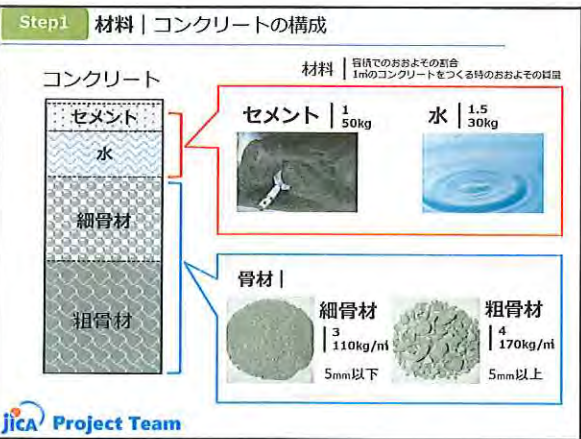 Step1 材料｜コンクリートの構成
材料｜容積でのおおよその割合
1㎥のコンクリートをつくる時のおおよその質量
コンクリート
セメント
水
細骨材
粗骨材
セメント｜1
50kg
水｜1.5
30kg
骨材｜
細骨材
3
110kg/㎥
5mm以下
粗骨材
4
170kg/㎥
5mm以上
jICA Project Team